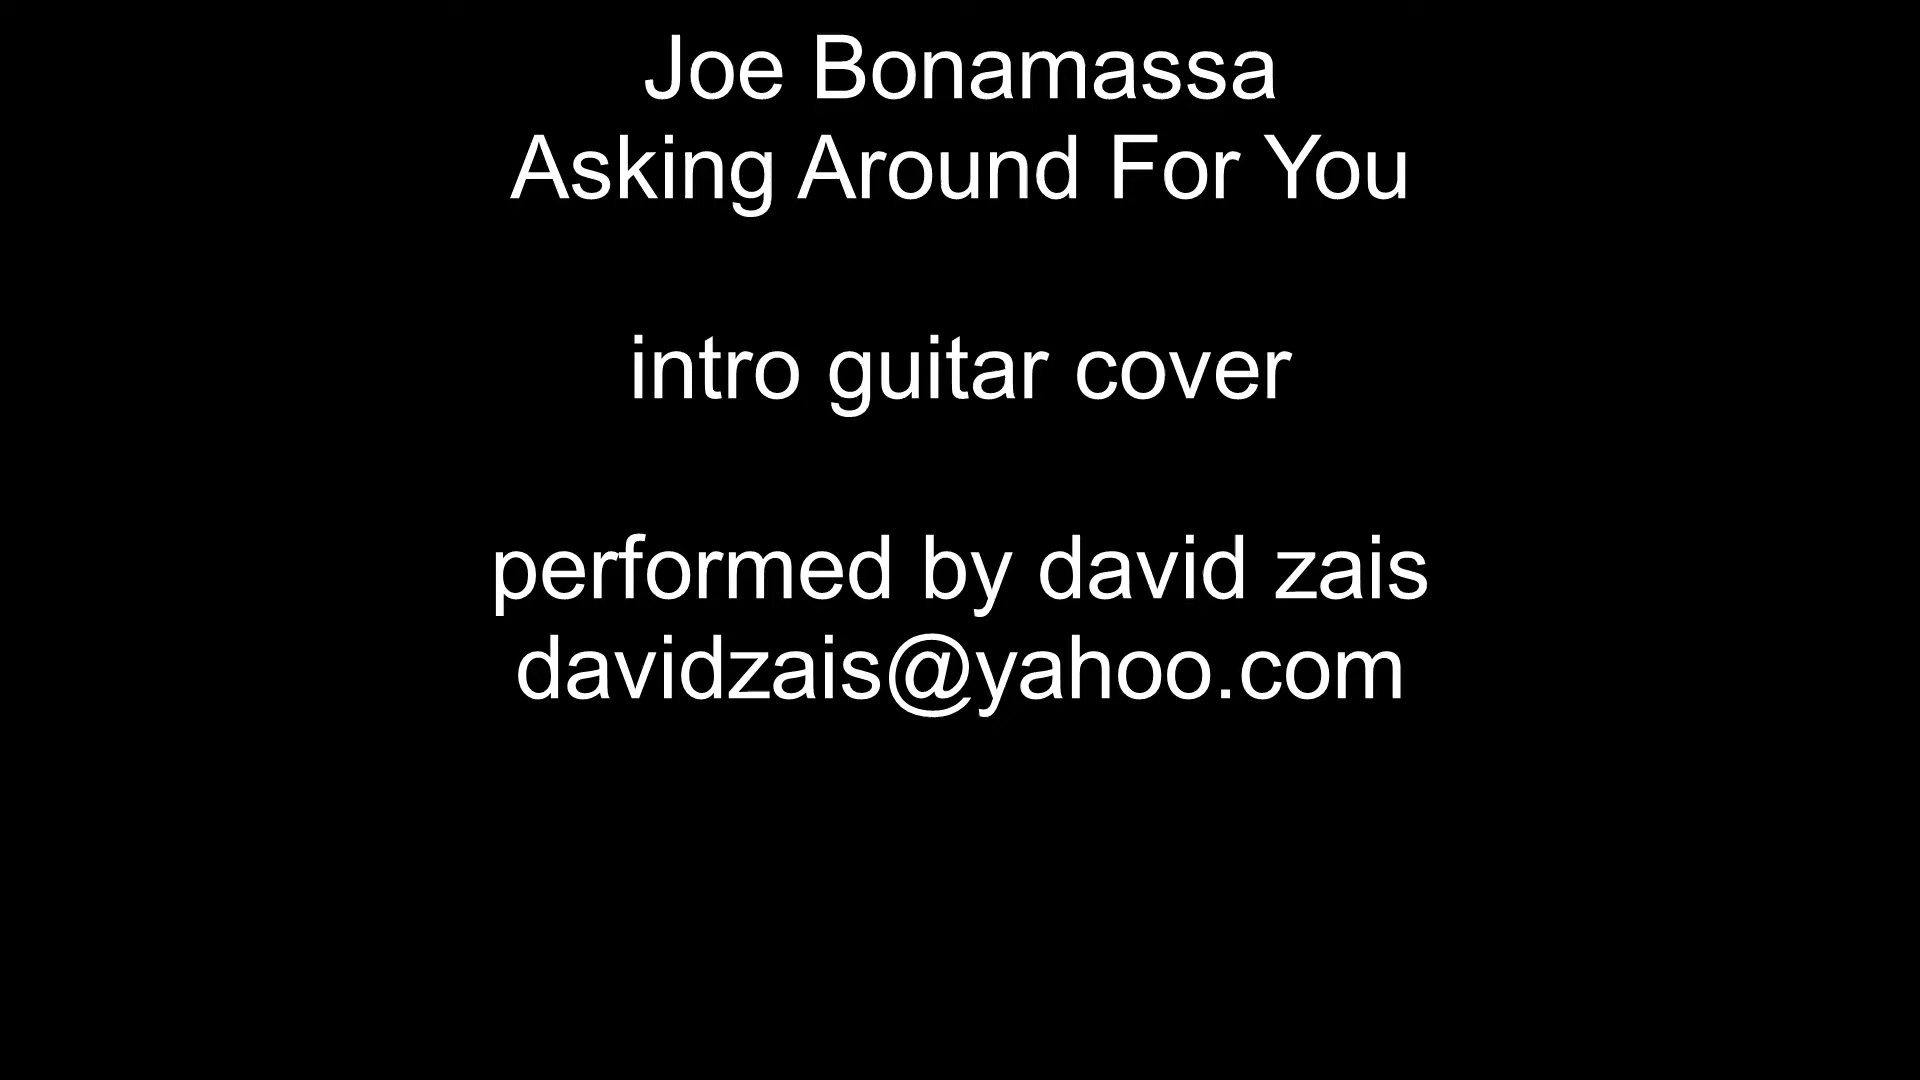 Joe Bonamassa
Asking Around For You
intro guitar cover
performed by david zais
davidzais@yahoo.com